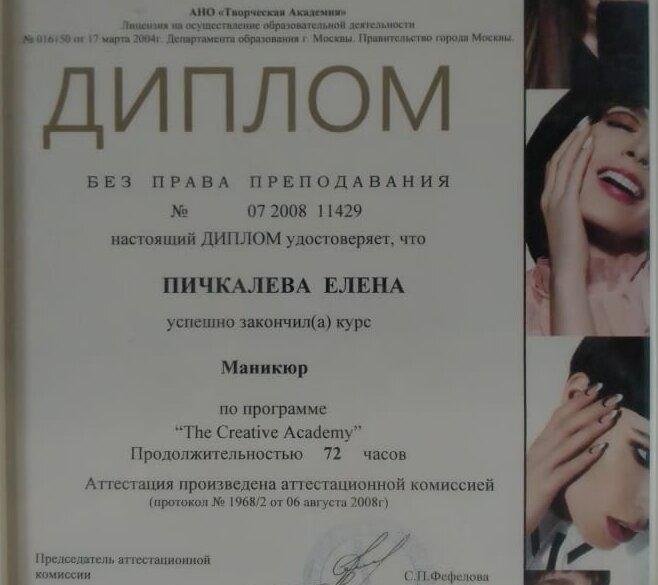 АНО «Творческая Академия»
Лицензия на осуществление образовательной деятельности
№ 016150 от 17 марта 2004г. Департамента образования г. Москвы. Правительство города Москвы.
ДИПЛОМ
БЕЗ ПРАВА ПРЕПОДАВАНИЯ
№ 07 2008 11429
настоящий ДИПЛОМ удостоверяет, что
ПИЧКАЛЕВА ЕЛЕНА
успешно закончил(а) курс
Маникюр
по программе
“The Creative Academy”
Продолжительностью 72 часов
Аттестация произведена аттестационной комиссией
(протокол № 1968/2 от 06 августа 2008г)
Председатель аттестационной
комиссии С.П.Фефелова